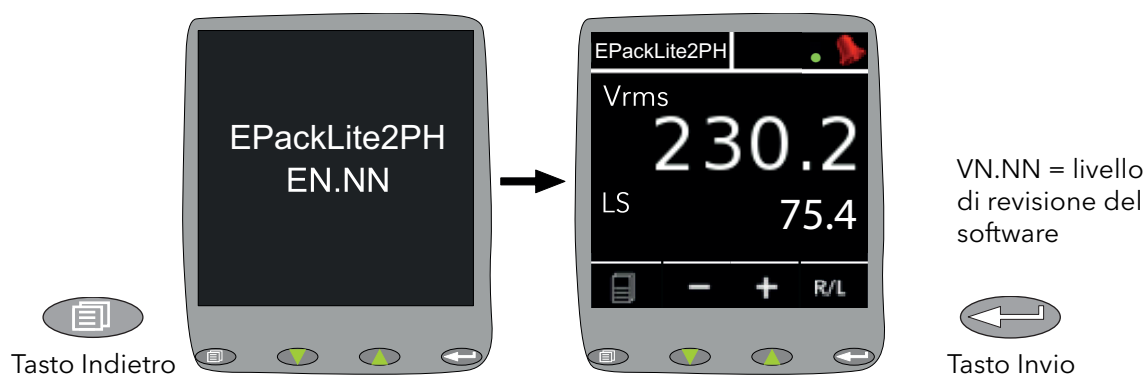 EPackLite2PH
EN.NN
EPackLite2PH
Vrms
230.2
LS
75.4
R/L
VN.NN = livello
di revisione del
software
Tasto Indietro
Tasto Invio